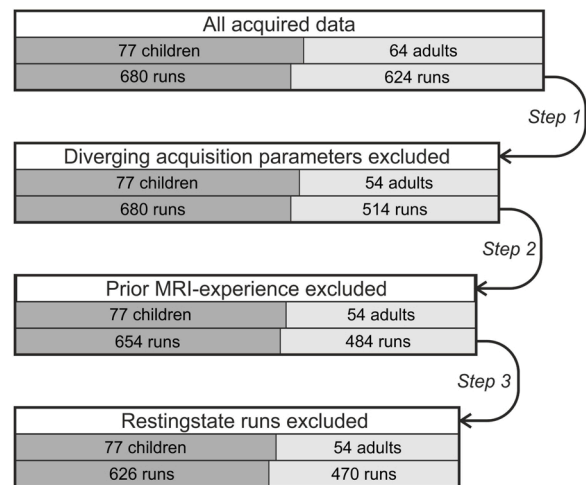 All acquired data
77 children 64 adults
680 runs 624 runs
Step 1
Diverging acquisition parameters excluded
77 children 54 adults
680 runs 514 runs
Step 2
Prior MRI-experience excluded
77 children 54 adults
654 runs 484 runs
Step 3
Restingstate runs excluded
77 children 54 adults
626 runs 470 runs